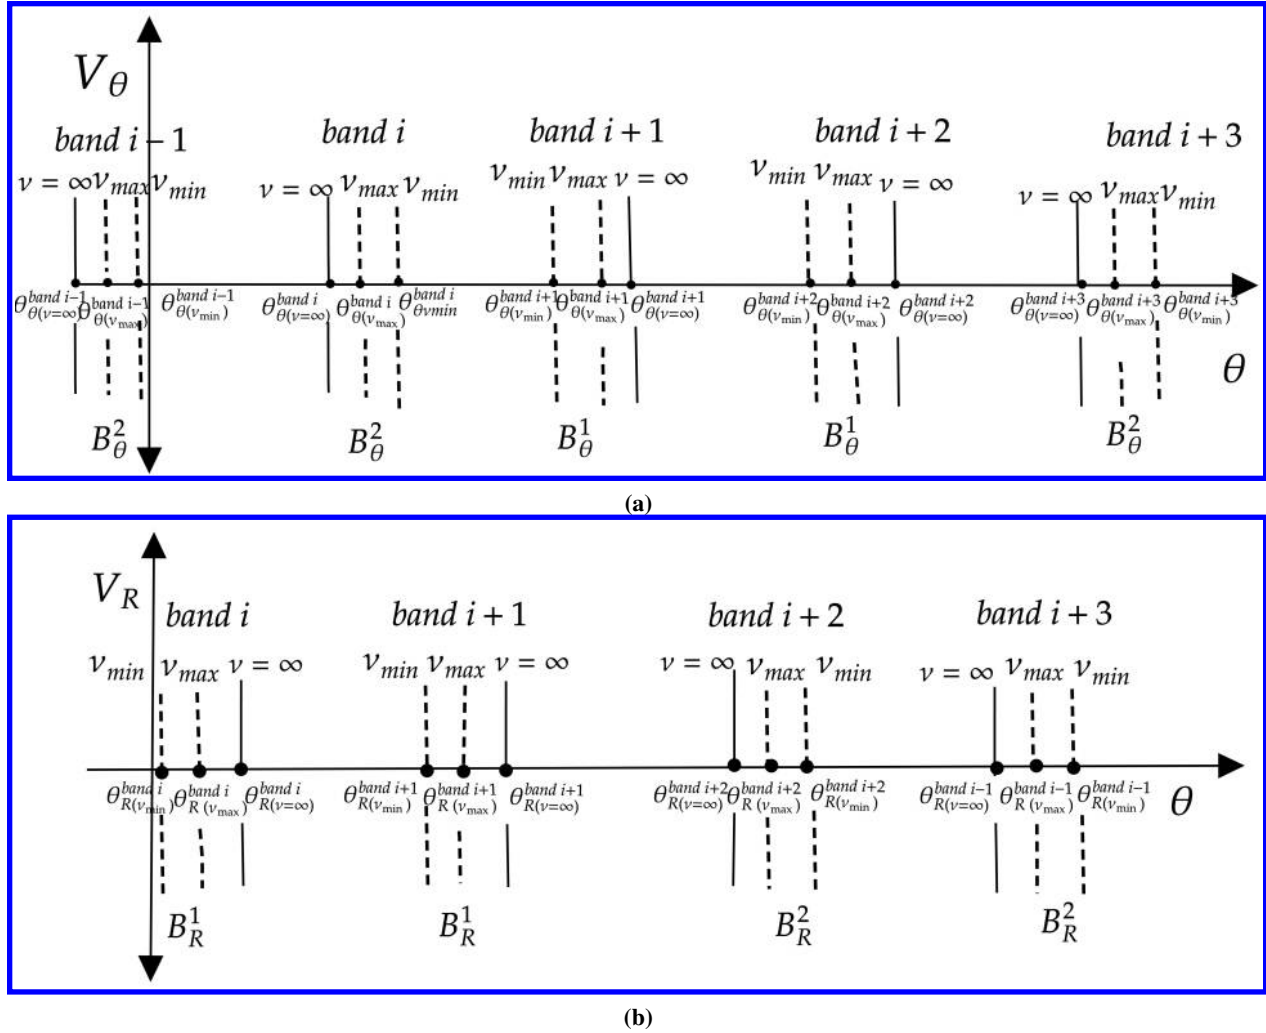 V_θ
band i − 1 band i band i + 1 band i + 2 band i + 3
ν = ∞ ν_max ν_min ν = ∞ ν_max ν_min ν_min ν_max ν = ∞ ν_min ν_max ν = ∞ ν = ∞ ν_max ν_min
θ^{band i−1}_{θ(ν=∞)} θ^{band i−1}_{θ(ν_max)} θ^{band i−1}_{θ(ν_min)} θ^{band i}_{θ(ν=∞)} θ^{band i}_{θ(ν_max)} θ^{band i}_{θνmin} θ^{band i+1}_{θ(ν_min)} θ^{band i+1}_{θ(ν_max)} θ^{band i+1}_{θ(ν=∞)} θ^{band i+2}_{θ(ν_min)} θ^{band i+2}_{θ(ν_max)} θ^{band i+2}_{θ(ν=∞)} θ^{band i+3}_{θ(ν=∞)} θ^{band i+3}_{θ(ν_max)} θ^{band i+3}_{θ(ν_min)}
θ
B^2_θ B^2_θ B^1_θ B^1_θ B^2_θ
(a)
V_R
band i band i + 1 band i + 2 band i + 3
ν_min ν_max ν = ∞ ν_min ν_max ν = ∞ ν = ∞ ν_max ν_min ν = ∞ ν_max ν_min
θ^{band i}_{R(ν_min)} θ^{band i}_{R (ν_max)} θ^{band i}_{R(ν=∞)} θ^{band i+1}_{R(ν_min)} θ^{band i+1}_{R (ν_max)} θ^{band i+1}_{R(ν=∞)} θ^{band i+2}_{R(ν=∞)} θ^{band i+2}_{R (ν_max)} θ^{band i+2}_{R(ν_min)} θ^{band i−1}_{R(ν=∞)} θ^{band i−1}_{R (ν_max)} θ^{band i−1}_{R(ν_min)} θ
B^1_R B^1_R B^2_R B^2_R
(b)